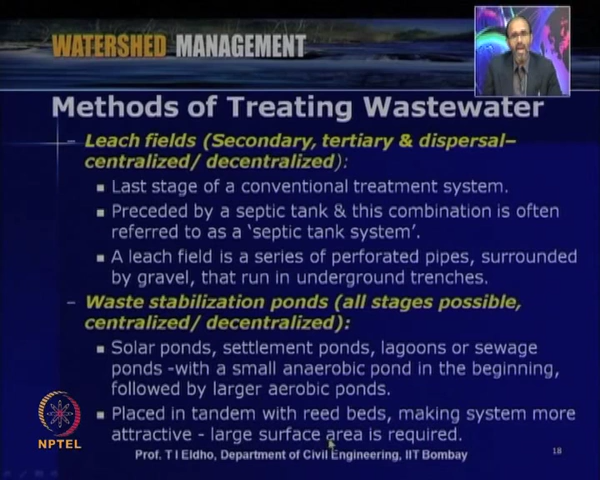 WATERSHED MANAGEMENT
Methods of Treating Wastewater
– Leach fields (Secondary, tertiary & dispersal–
centralized/ decentralized):
▪ Last stage of a conventional treatment system.
▪ Preceded by a septic tank & this combination is often
referred to as a ‘septic tank system’.
▪ A leach field is a series of perforated pipes, surrounded
by gravel, that run in underground trenches.
– Waste stabilization ponds (all stages possible,
centralized/ decentralized):
▪ Solar ponds, settlement ponds, lagoons or sewage
ponds -with a small anaerobic pond in the beginning,
followed by larger aerobic ponds.
▪ Placed in tandem with reed beds, making system more
attractive - large surface area is required.
NPTEL
Prof. T I Eldho, Department of Civil Engineering, IIT Bombay
18